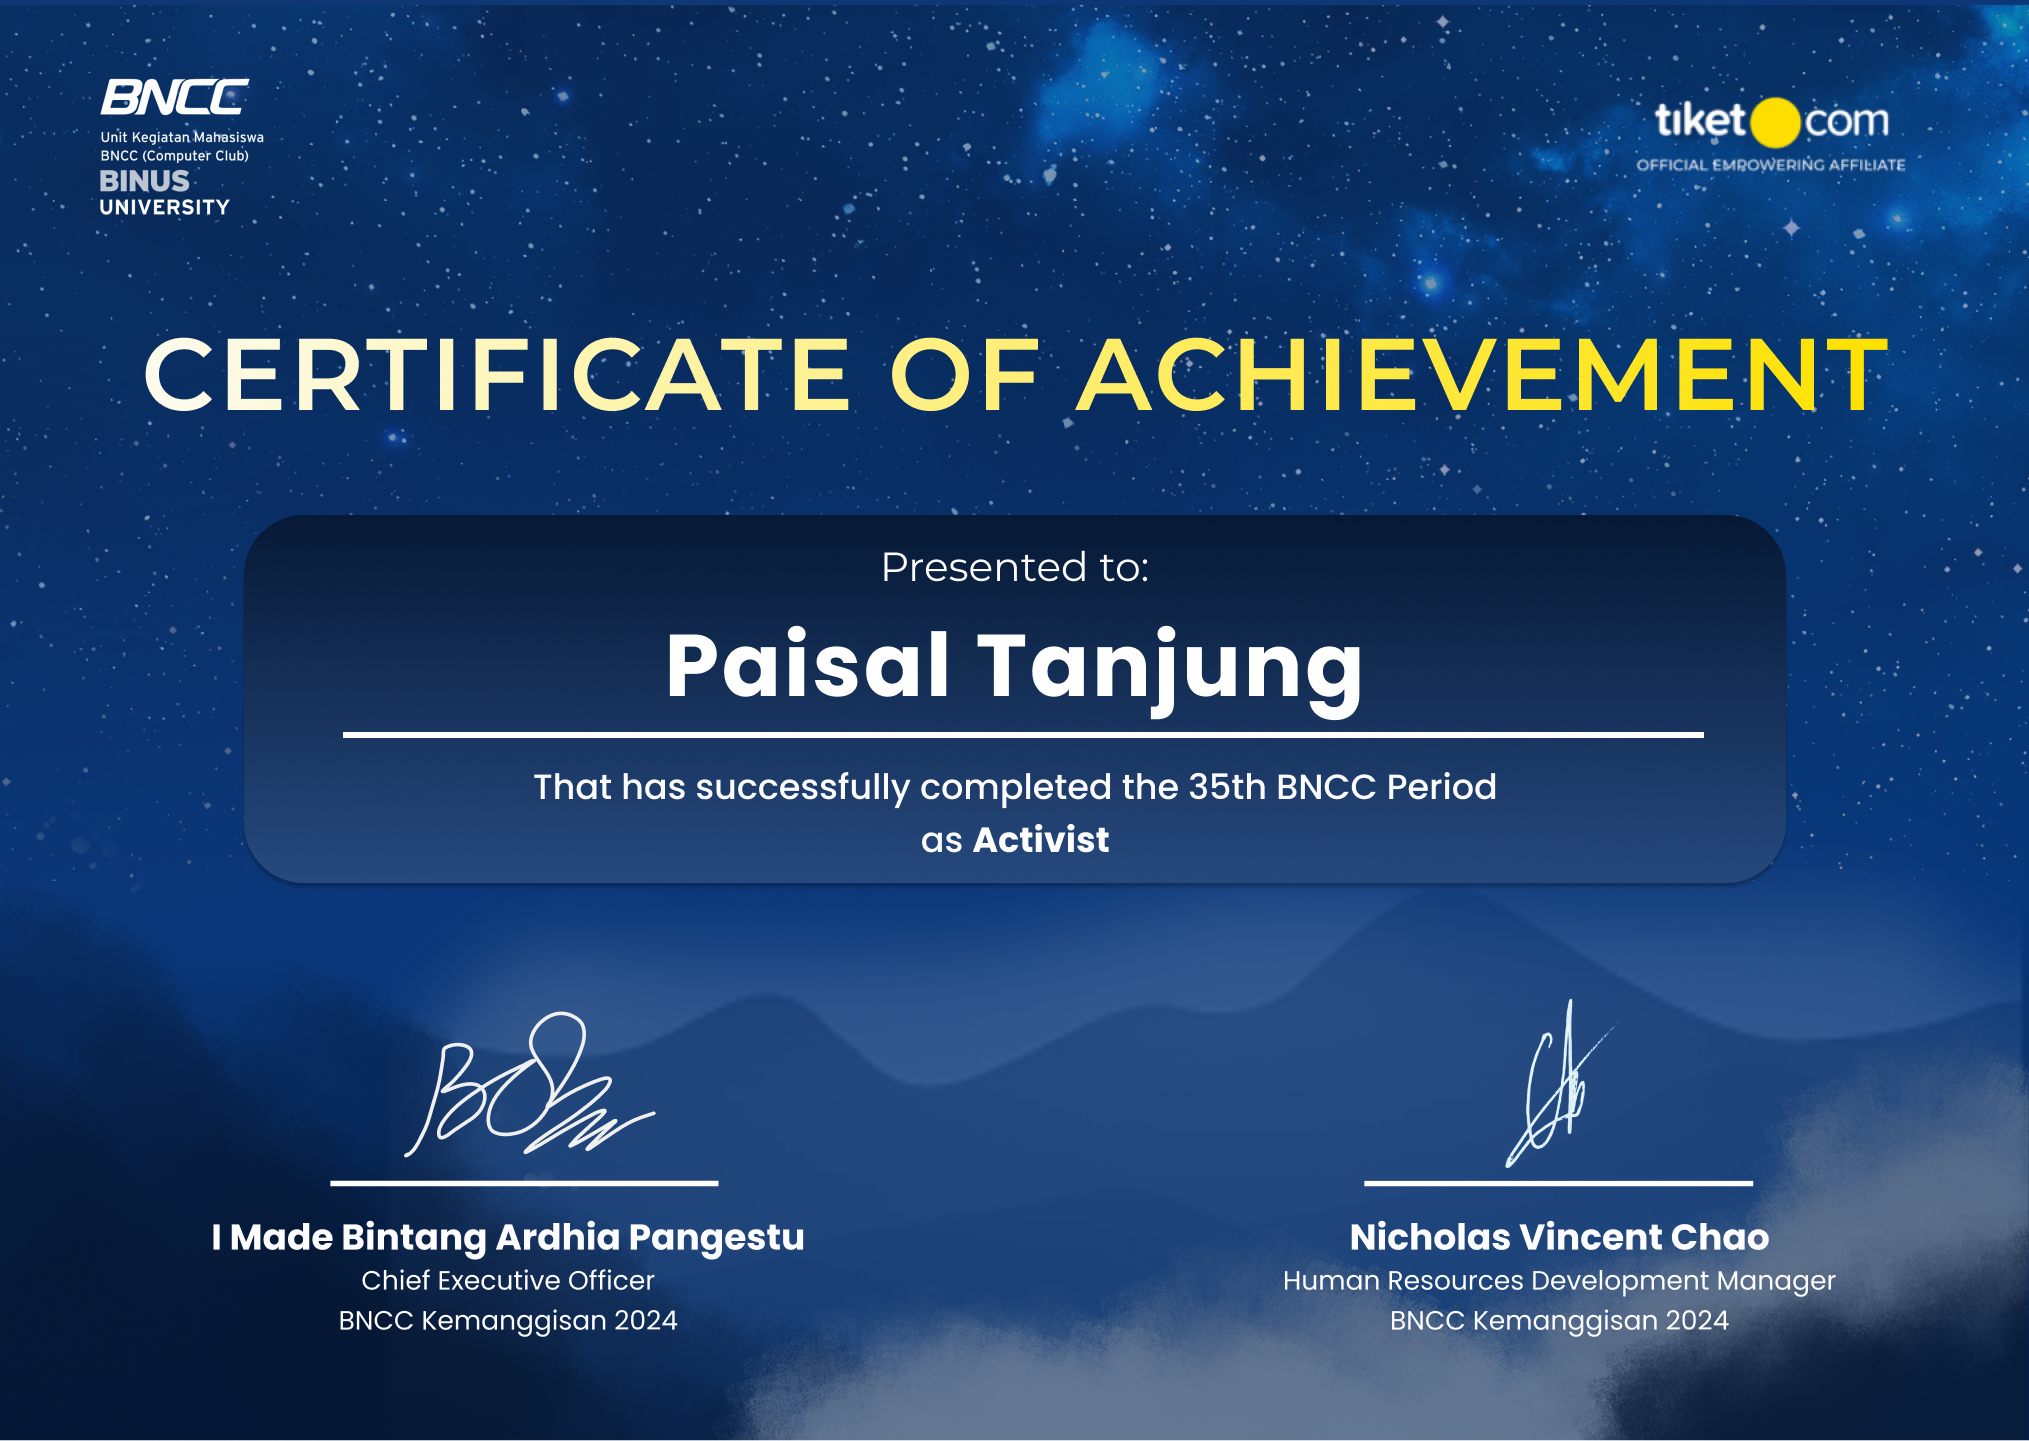 BNCC
Unit Kegiatan Mahasiswa
BNCC (Computer Club)
BINUS
UNIVERSITY
tiket com
OFFICIAL EMPOWERING AFFILIATE
CERTIFICATE OF ACHIEVEMENT
Presented to:
Paisal Tanjung
That has successfully completed the 35th BNCC Period
as Activist
I Made Bintang Ardhia Pangestu
Chief Executive Officer
BNCC Kemanggisan 2024
Nicholas Vincent Chao
Human Resources Development Manager
BNCC Kemanggisan 2024